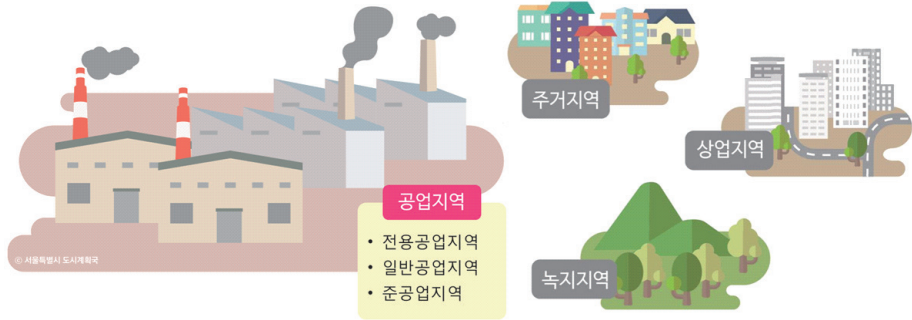 주거지역
상업지역
공업지역
• 전용공업지역
• 일반공업지역
• 준공업지역
녹지지역
ⓒ 서울특별시 도시계획국